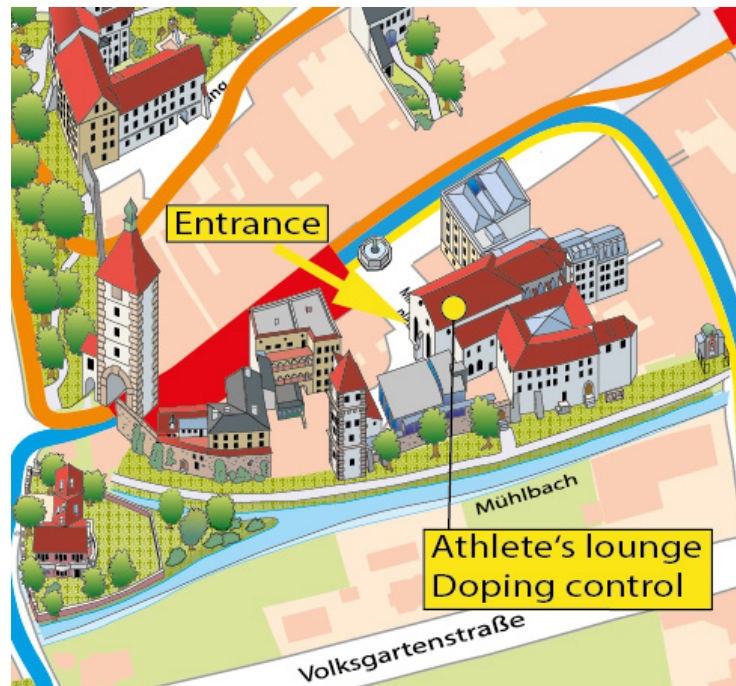 Entrance
Mühlbach
Athlete‘s lounge
Doping control
Volksgartenstraße